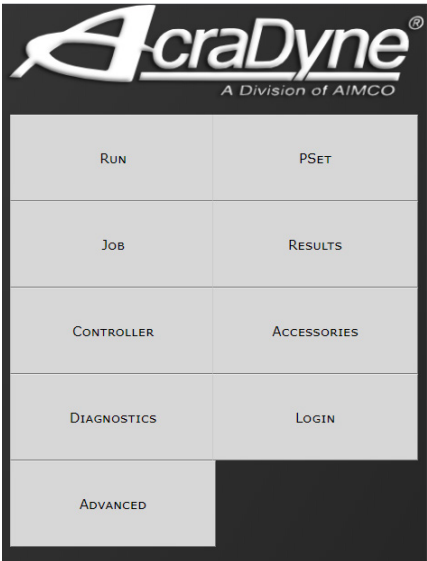 AcraDyne®
A Division of AIMCO
Run
PSet
Job
Results
Controller
Accessories
Diagnostics
Login
Advanced